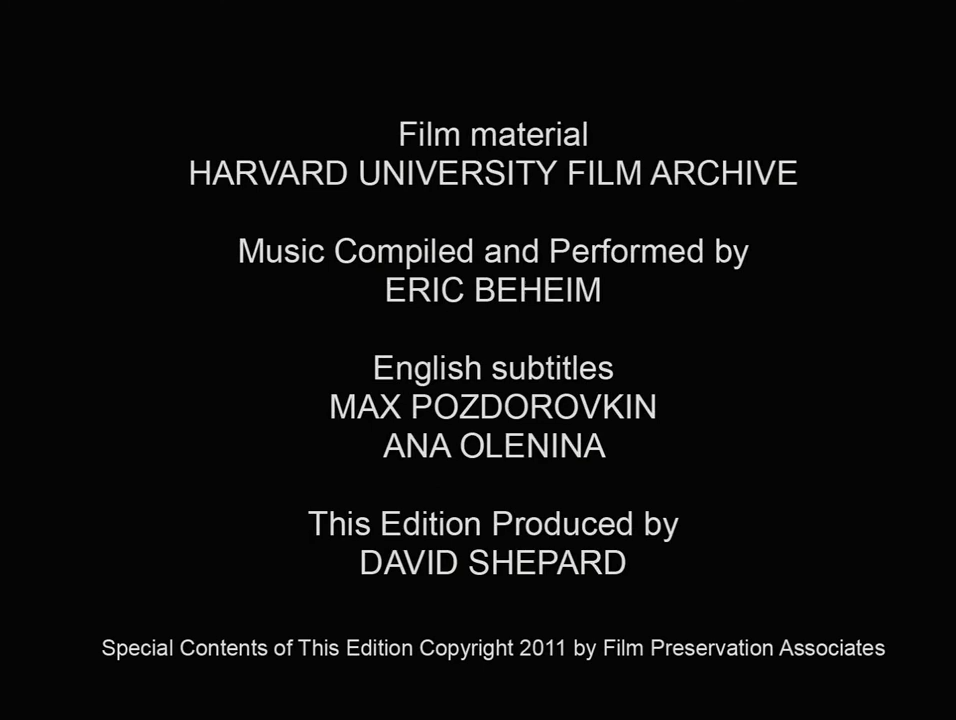 Film material
HARVARD UNIVERSITY FILM ARCHIVE
Music Compiled and Performed by
ERIC BEHEIM
English subtitles
MAX POZDOROVKIN
ANA OLENINA
This Edition Produced by
DAVID SHEPARD
Special Contents of This Edition Copyright 2011 by Film Preservation Associates